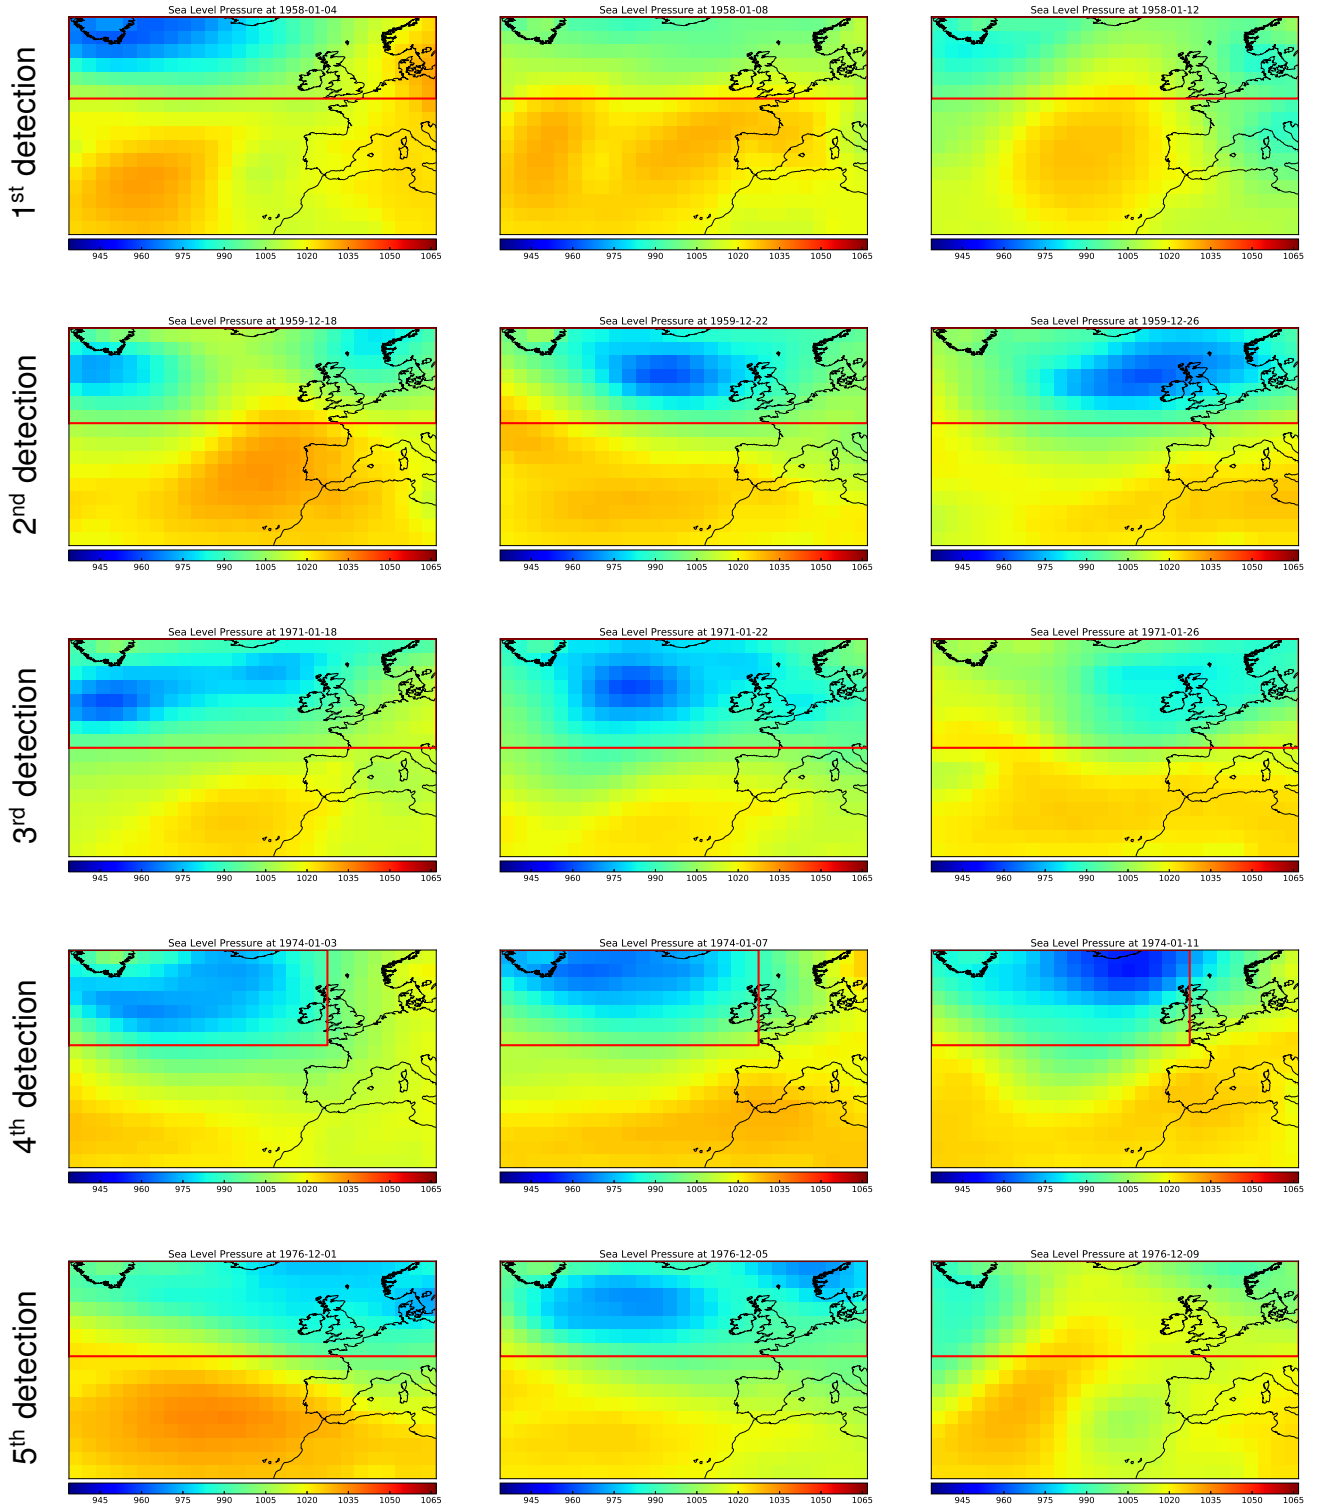 1st detection
Sea Level Pressure at 1958-01-04
Sea Level Pressure at 1958-01-08
Sea Level Pressure at 1958-01-12
945 960 975 990 1005 1020 1035 1050 1065
945 960 975 990 1005 1020 1035 1050 1065
945 960 975 990 1005 1020 1035 1050 1065
2nd detection
Sea Level Pressure at 1959-12-18
Sea Level Pressure at 1959-12-22
Sea Level Pressure at 1959-12-26
945 960 975 990 1005 1020 1035 1050 1065
945 960 975 990 1005 1020 1035 1050 1065
945 960 975 990 1005 1020 1035 1050 1065
3rd detection
Sea Level Pressure at 1971-01-18
Sea Level Pressure at 1971-01-22
Sea Level Pressure at 1971-01-26
945 960 975 990 1005 1020 1035 1050 1065
945 960 975 990 1005 1020 1035 1050 1065
945 960 975 990 1005 1020 1035 1050 1065
4th detection
Sea Level Pressure at 1974-01-03
Sea Level Pressure at 1974-01-07
Sea Level Pressure at 1974-01-11
945 960 975 990 1005 1020 1035 1050 1065
945 960 975 990 1005 1020 1035 1050 1065
945 960 975 990 1005 1020 1035 1050 1065
5th detection
Sea Level Pressure at 1976-12-01
Sea Level Pressure at 1976-12-05
Sea Level Pressure at 1976-12-09
945 960 975 990 1005 1020 1035 1050 1065
945 960 975 990 1005 1020 1035 1050 1065
945 960 975 990 1005 1020 1035 1050 1065